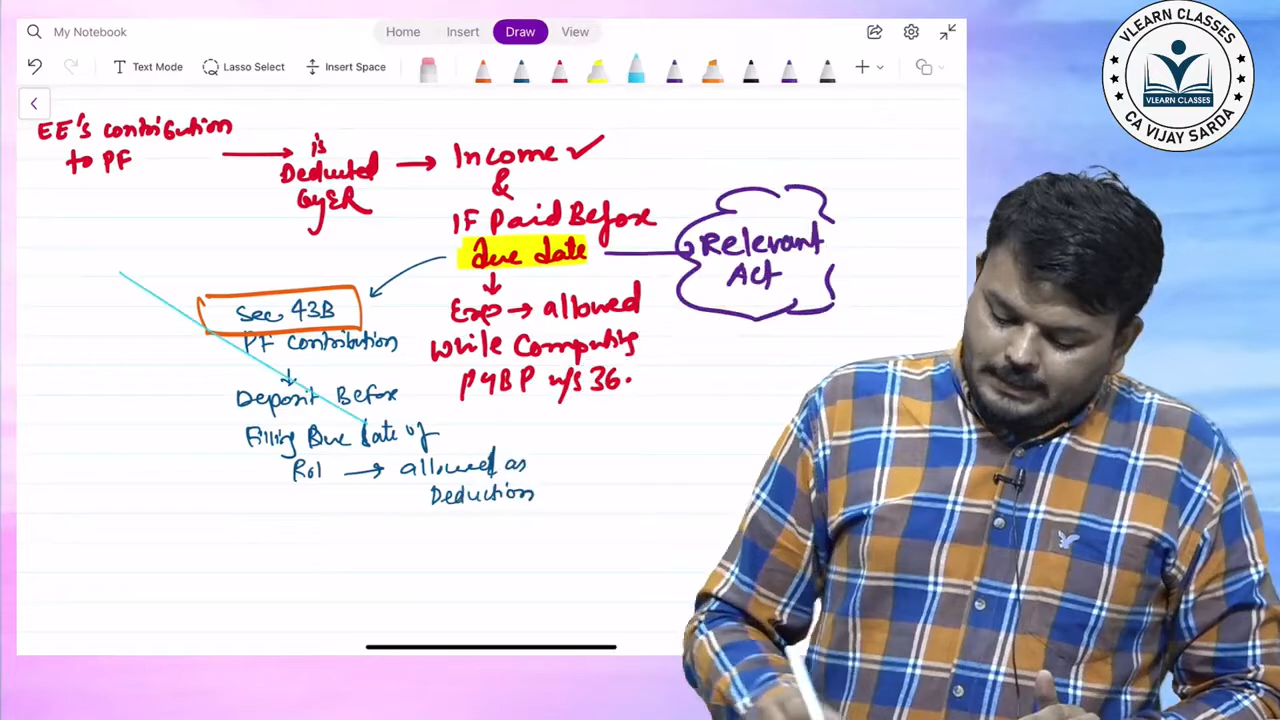 My Notebook
Home Insert Draw View
Text Mode Lasso Select Insert Space
EE's contribution
to PF
is
Deducted
By ER
Income ✓
&
IF Paid Before
due date
Exp → allowed
While Computing
PGBP u/s 36.
Relevant
Act
Sec 43B
PF contribution
↓
Deposit Before
Filling Due date of
RoI → allowed as
Deduction
VLEARN CLASSES
VLEARN CLASSES
CA VIJAY SARDA